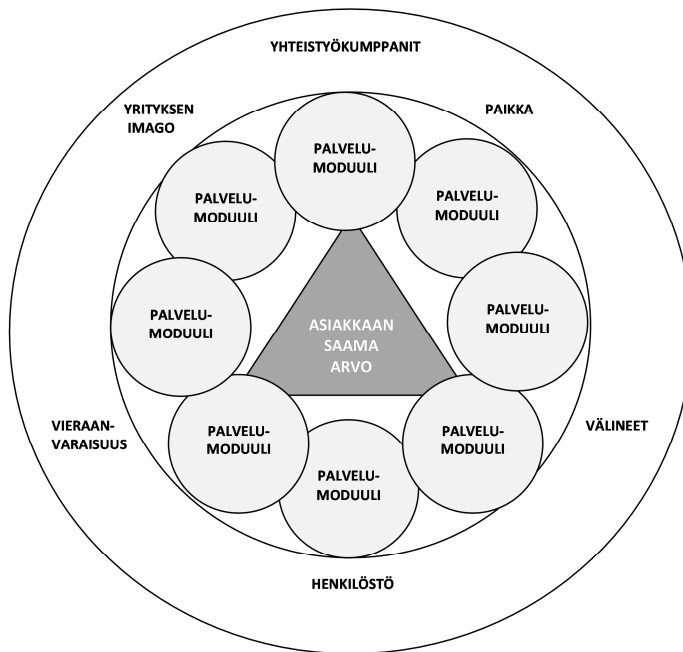 YHTEISTYÖKUMPPANIT
YRITYKSEN
IMAGO
PAIKKA
PALVELU-
MODUULI
PALVELU-
MODUULI
PALVELU-
MODUULI
PALVELU-
MODUULI
PALVELU-
MODUULI
ASIAKKAAN
SAAMA
ARVO
VIERAAN-
VARAISUUS
PALVELU-
MODUULI
PALVELU-
MODUULI
VÄLINEET
PALVELU-
MODUULI
HENKILÖSTÖ